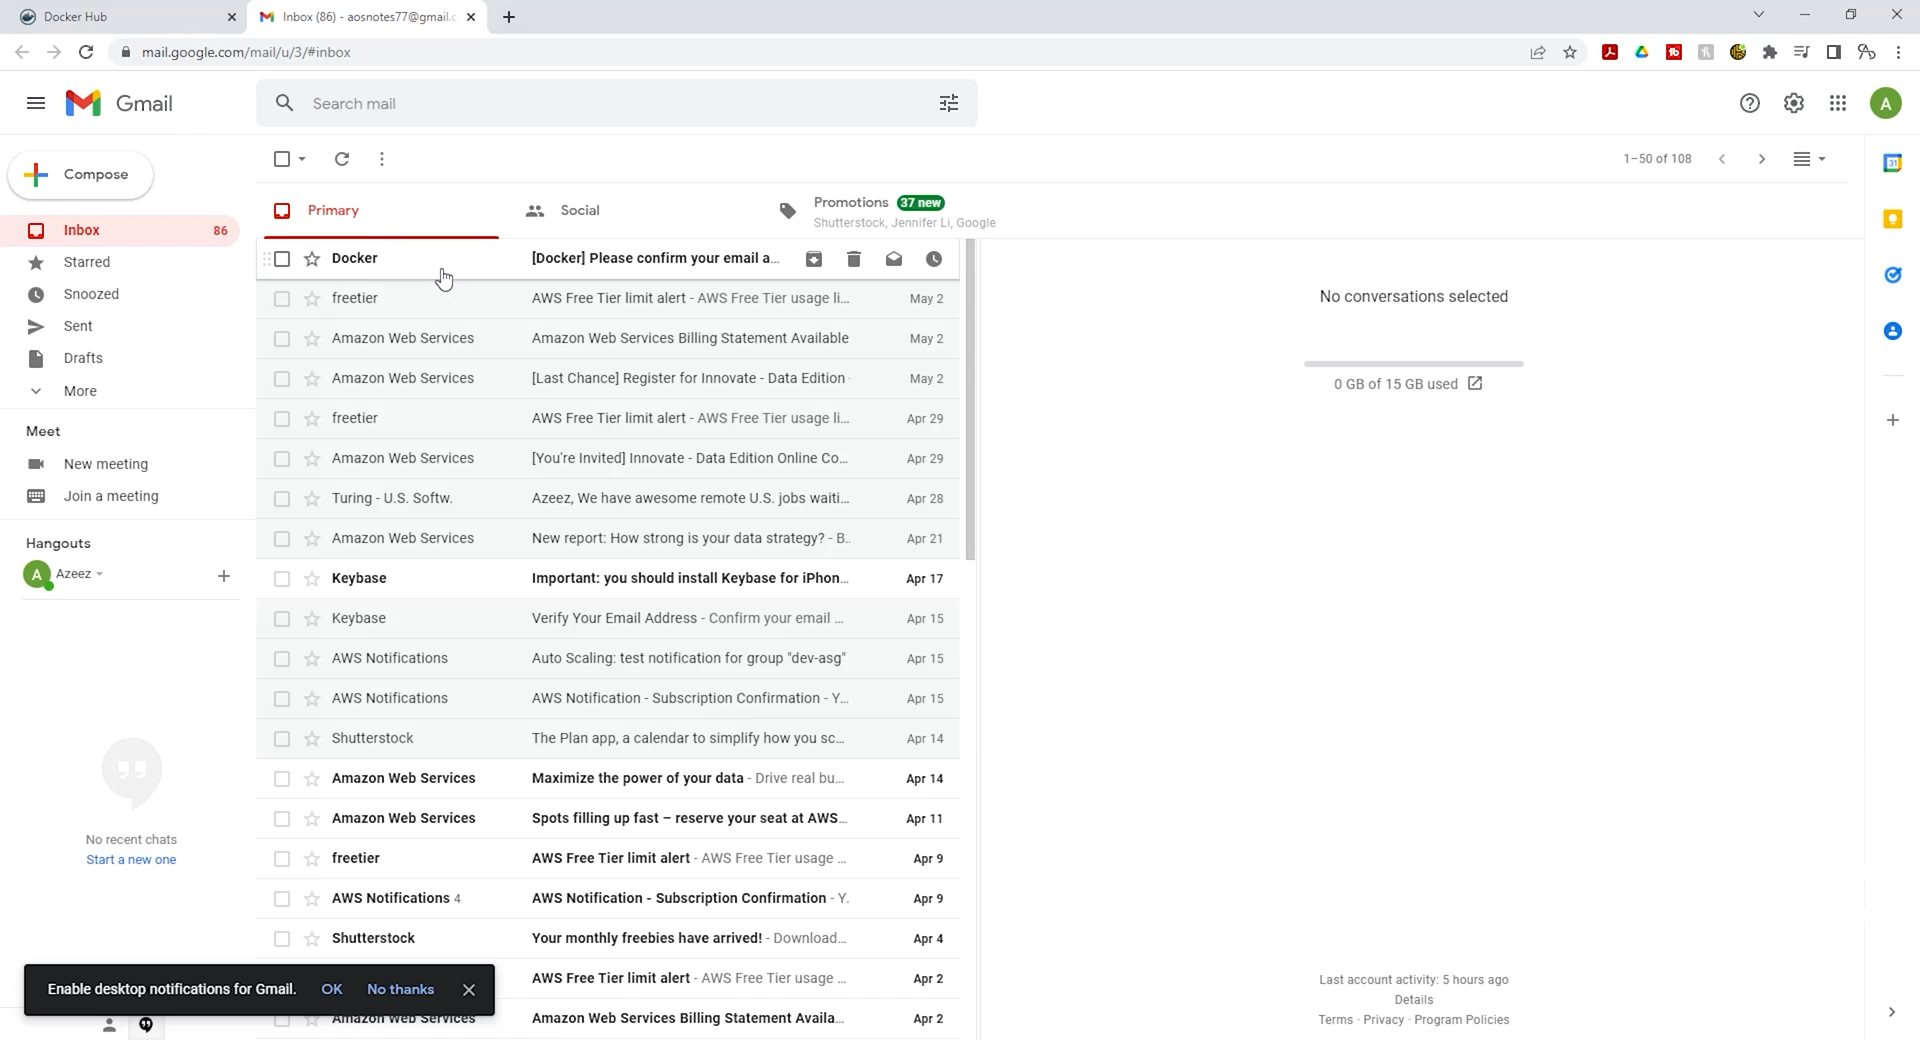 Docker Hub
Inbox (86) - aosnotes77@gmail.c
mail.google.com/mail/u/3/#inbox
Gmail
Search mail
A
Compose
1–50 of 108
Inbox 86
Starred
Snoozed
Sent
Drafts
More
Meet
New meeting
Join a meeting
Hangouts
A Azeez
No recent chats
Start a new one
Primary
Social
Promotions 37 new
Shutterstock, Jennifer Li, Google
Docker [Docker] Please confirm your email a...
freetier AWS Free Tier limit alert - AWS Free Tier usage li... May 2
Amazon Web Services Amazon Web Services Billing Statement Available May 2
Amazon Web Services [Last Chance] Register for Innovate - Data Edition May 2
freetier AWS Free Tier limit alert - AWS Free Tier usage li... Apr 29
Amazon Web Services [You're Invited] Innovate - Data Edition Online Co... Apr 29
Turing - U.S. Softw. Azeez, We have awesome remote U.S. jobs waiti... Apr 28
Amazon Web Services New report: How strong is your data strategy? - B.. Apr 21
Keybase Important: you should install Keybase for iPhon... Apr 17
Keybase Verify Your Email Address - Confirm your email ... Apr 15
AWS Notifications Auto Scaling: test notification for group "dev-asg" Apr 15
AWS Notifications AWS Notification - Subscription Confirmation - Y... Apr 15
Shutterstock The Plan app, a calendar to simplify how you sc... Apr 14
Amazon Web Services Maximize the power of your data - Drive real bu... Apr 14
Amazon Web Services Spots filling up fast – reserve your seat at AWS... Apr 11
freetier AWS Free Tier limit alert - AWS Free Tier usage ... Apr 9
AWS Notifications 4 AWS Notification - Subscription Confirmation - Y. Apr 9
Shutterstock Your monthly freebies have arrived! - Download... Apr 4
AWS Free Tier limit alert - AWS Free Tier usage ... Apr 2
Amazon Web Services Amazon Web Services Billing Statement Availa... Apr 2
Enable desktop notifications for Gmail. OK No thanks
No conversations selected
0 GB of 15 GB used
Last account activity: 5 hours ago
Details
Terms · Privacy · Program Policies
31